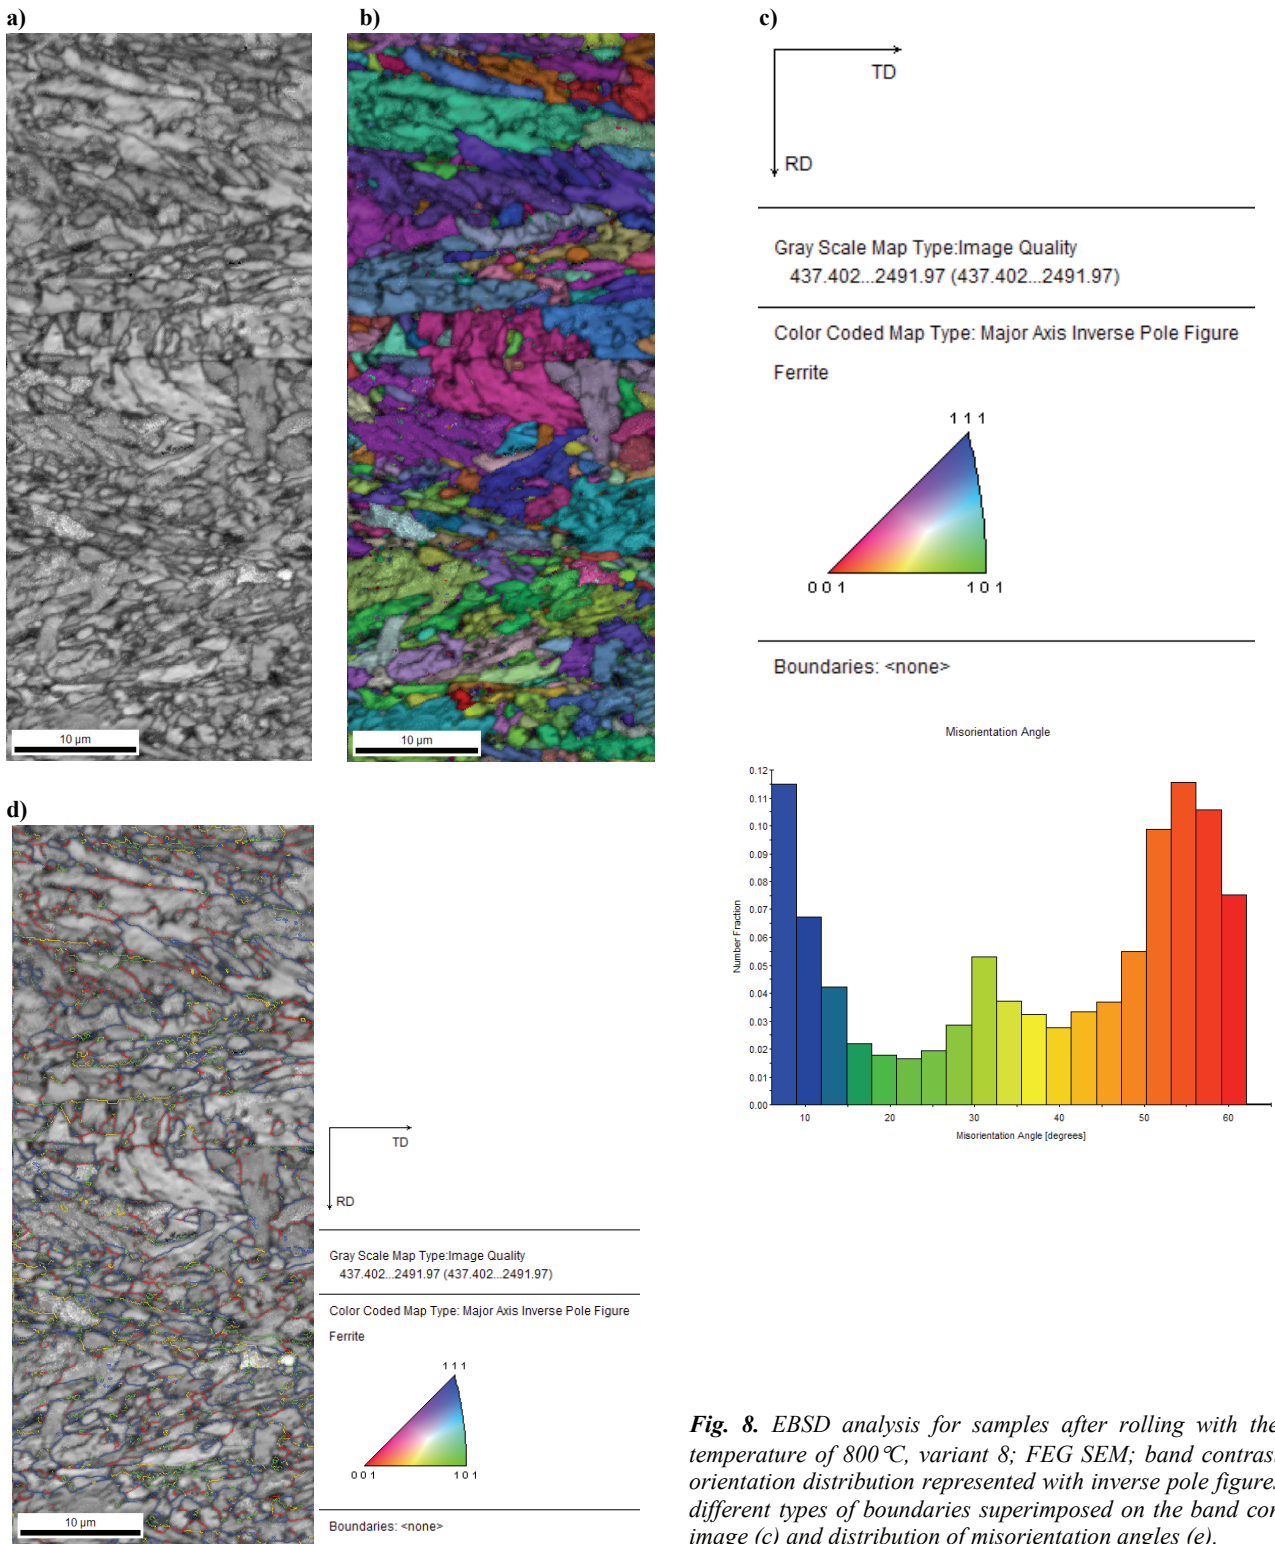 a)
b)
c)
TD
RD
Gray Scale Map Type:Image Quality
437.402...2491.97 (437.402...2491.97)
Color Coded Map Type: Major Axis Inverse Pole Figure
Ferrite
1 1 1
0 0 1
1 0 1
Boundaries: <none>
10 µm
10 µm
Misorientation Angle
0.12
0.11
0.10
0.09
0.08
0.07
0.06
0.05
0.04
0.03
0.02
0.01
0.00
Number Fraction
10
20
30
40
50
60
Misorientation Angle [degrees]
d)
10 µm
TD
RD
Gray Scale Map Type:Image Quality
437.402...2491.97 (437.402...2491.97)
Color Coded Map Type: Major Axis Inverse Pole Figure
Ferrite
1 1 1
0 0 1
1 0 1
Boundaries: <none>
Fig. 8. EBSD analysis for samples after rolling with the
temperature of 800°C, variant 8; FEG SEM; band contras
orientation distribution represented with inverse pole figure
different types of boundaries superimposed on the band con
image (c) and distribution of misorientation angles (e).